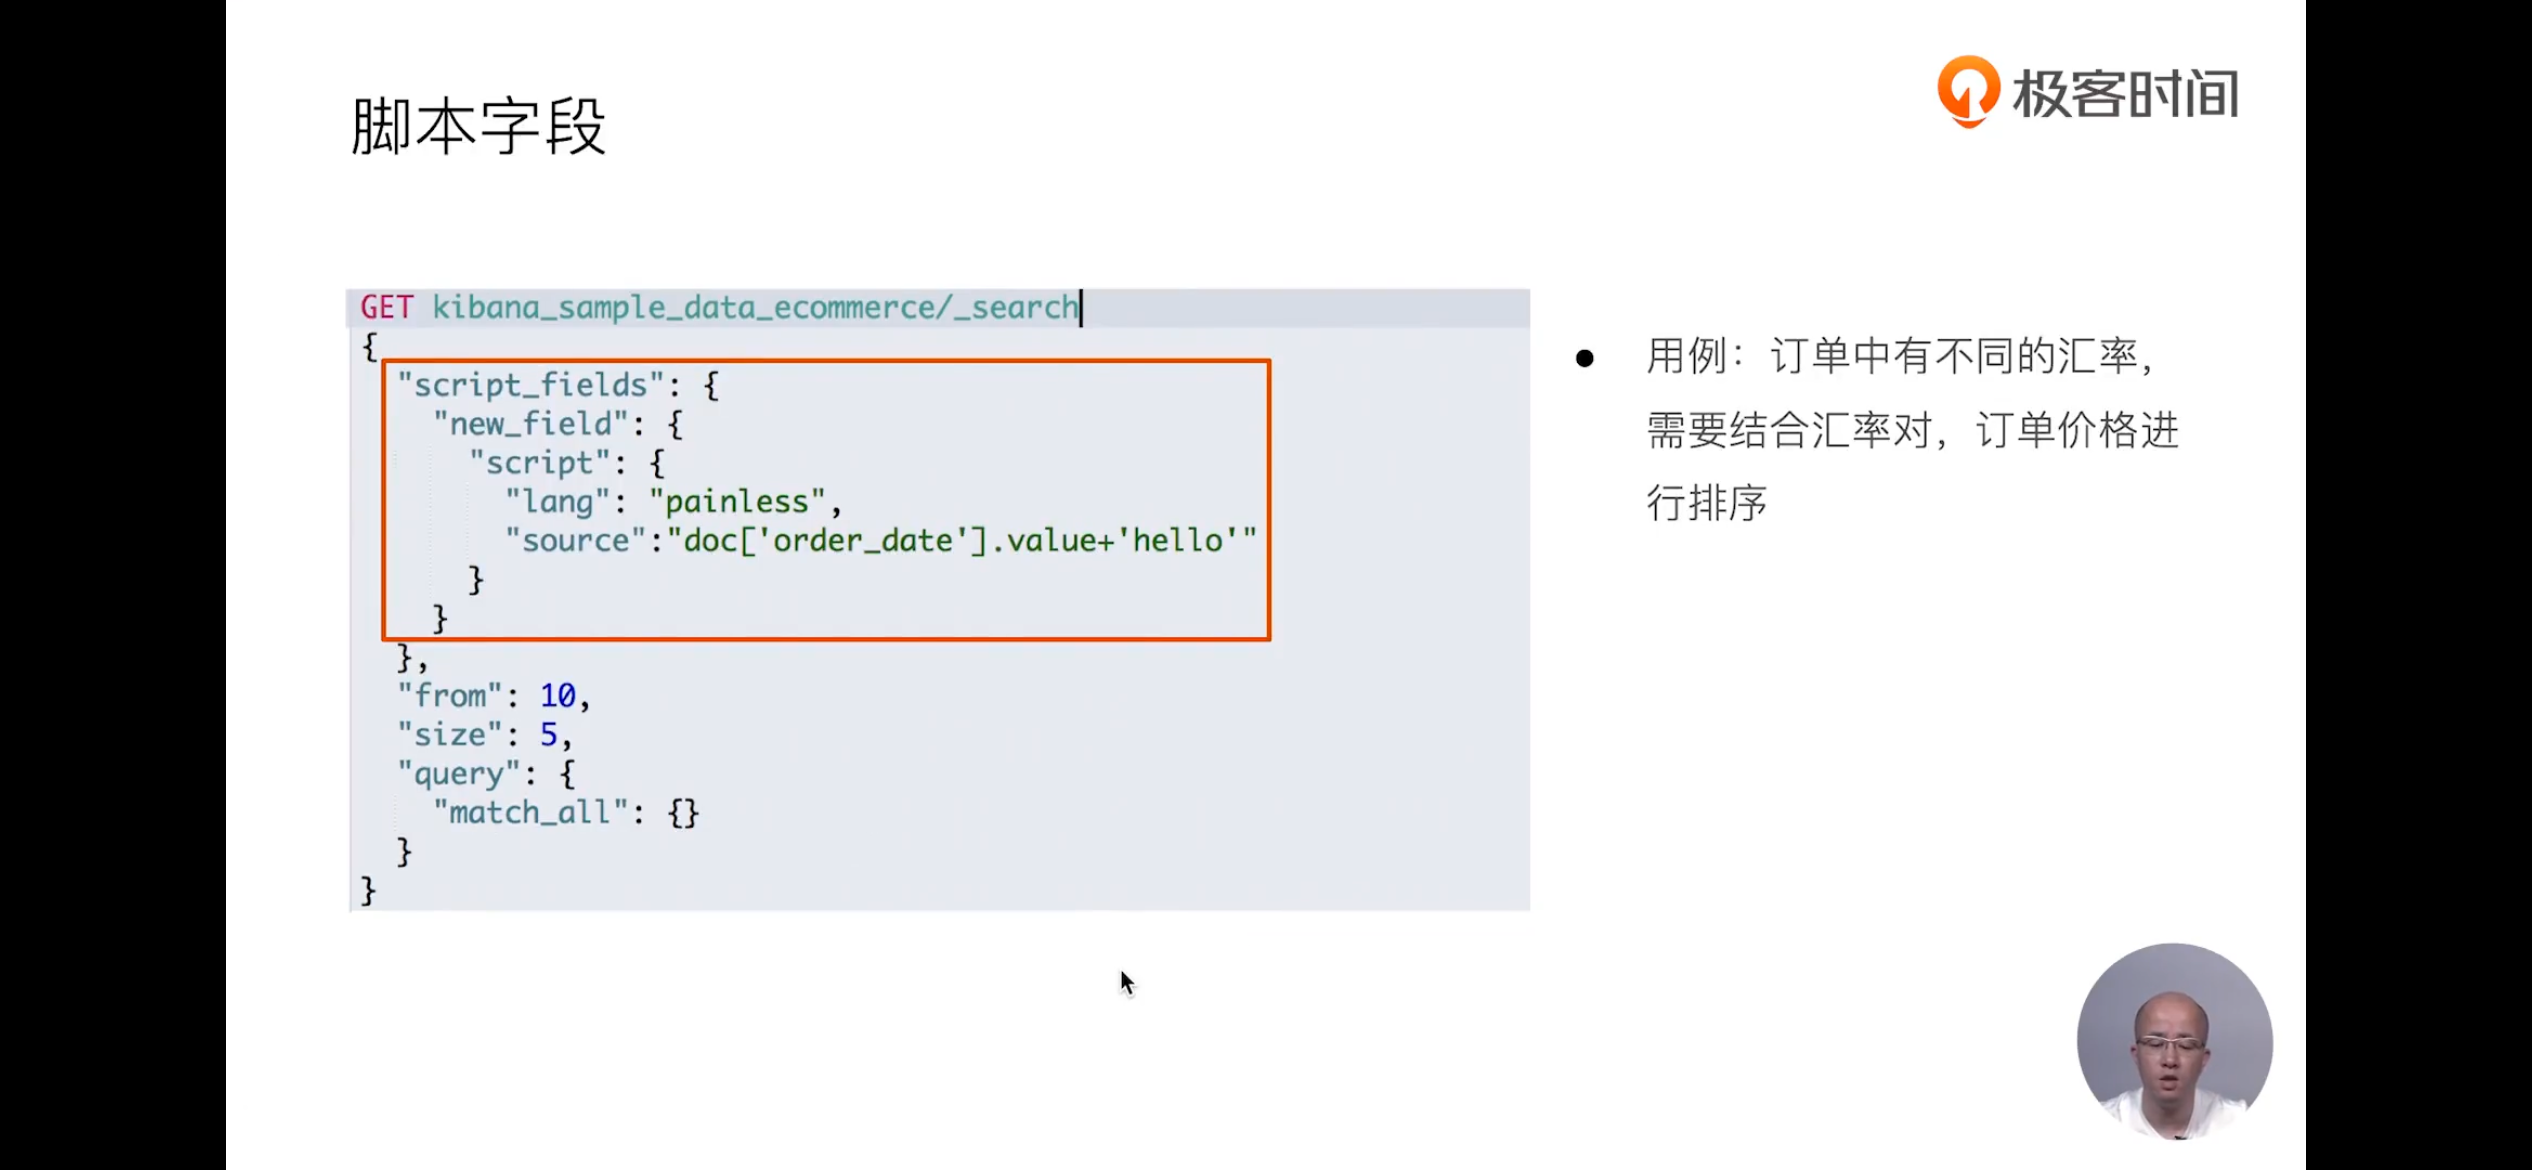 极客时间
脚本字段
GET kibana_sample_data_ecommerce/_search
{
"script_fields": {
"new_field": {
"script": {
"lang": "painless",
"source":"doc['order_date'].value+'hello'"
}
}
},
"from": 10,
"size": 5,
"query": {
"match_all": {}
}
}
● 用例：订单中有不同的汇率，
需要结合汇率对，订单价格进
行排序